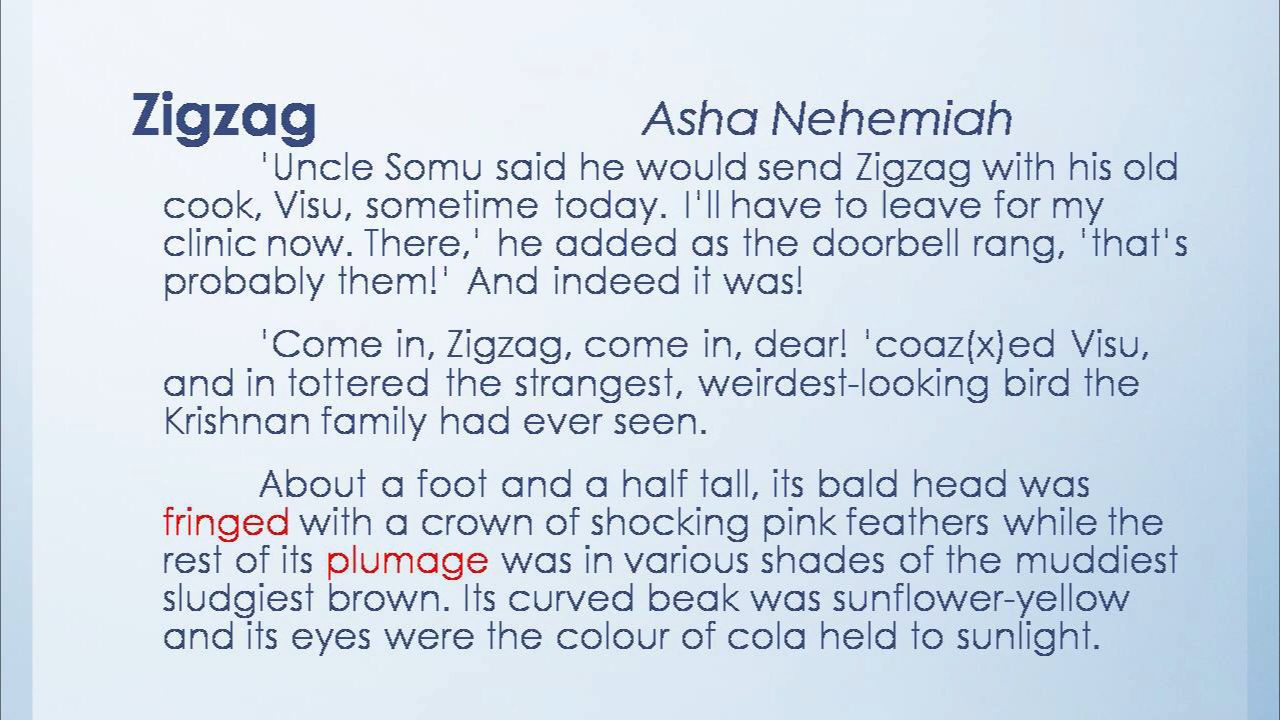 Zigzag Asha Nehemiah
'Uncle Somu said he would send Zigzag with his old
cook, Visu, sometime today. I'll have to leave for my
clinic now. There,' he added as the doorbell rang, 'that's
probably them!' And indeed it was!
'Come in, Zigzag, come in, dear! 'coaz(x)ed Visu,
and in tottered the strangest, weirdest-looking bird the
Krishnan family had ever seen.
About a foot and a half tall, its bald head was
fringed with a crown of shocking pink feathers while the
rest of its plumage was in various shades of the muddiest
sludgiest brown. Its curved beak was sunflower-yellow
and its eyes were the colour of cola held to sunlight.